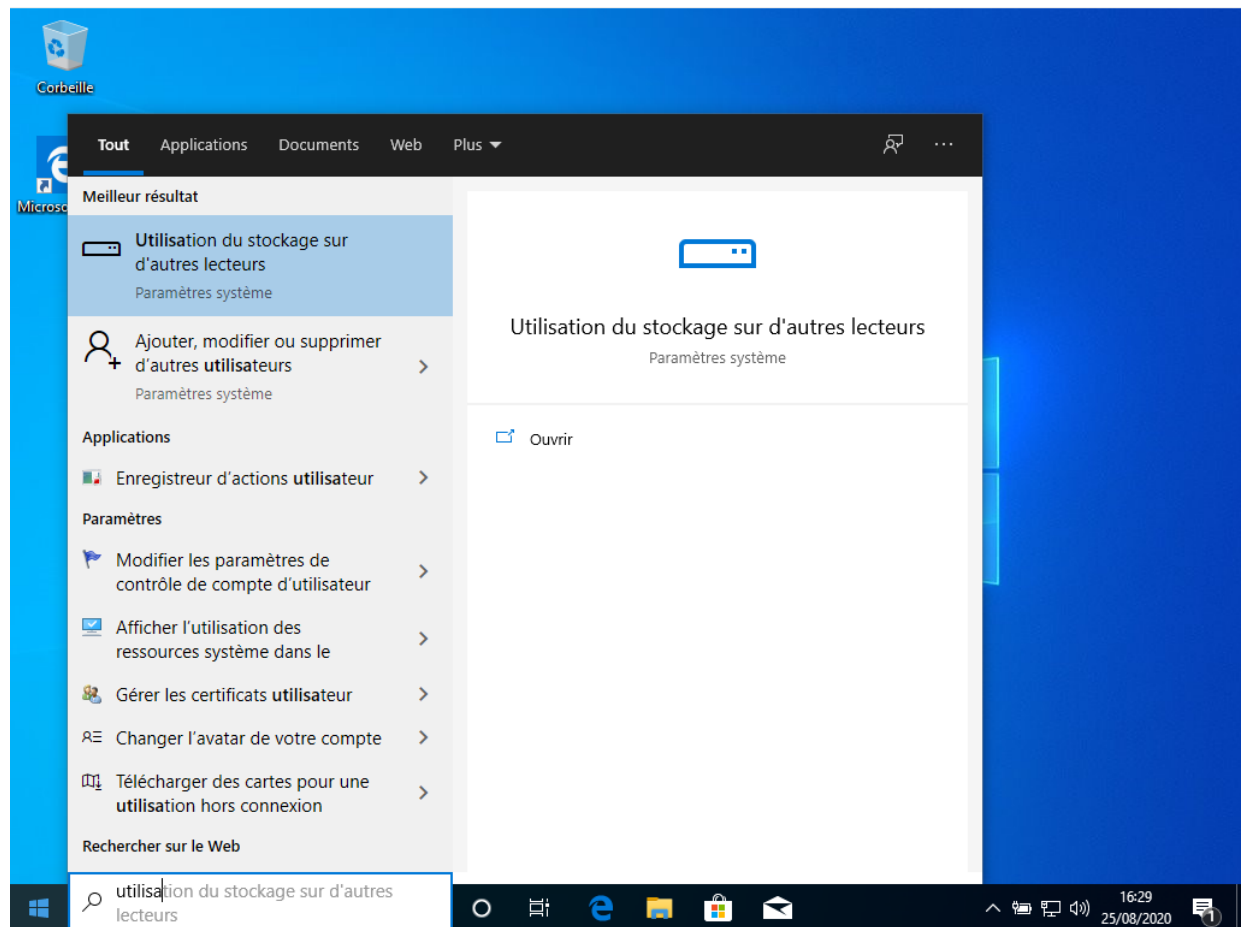 Corbeille
Microso
Tout Applications Documents Web Plus
Meilleur résultat
Utilisation du stockage sur
d'autres lecteurs
Paramètres système
Ajouter, modifier ou supprimer
d'autres utilisateurs
Paramètres système
Applications
Enregistreur d'actions utilisateur
Paramètres
Modifier les paramètres de
contrôle de compte d'utilisateur
Afficher l'utilisation des
ressources système dans le
Gérer les certificats utilisateur
Changer l'avatar de votre compte
Télécharger des cartes pour une
utilisation hors connexion
Rechercher sur le Web
utilisation du stockage sur d'autres
lecteurs
Utilisation du stockage sur d'autres lecteurs
Paramètres système
Ouvrir
16:29
25/08/2020
1